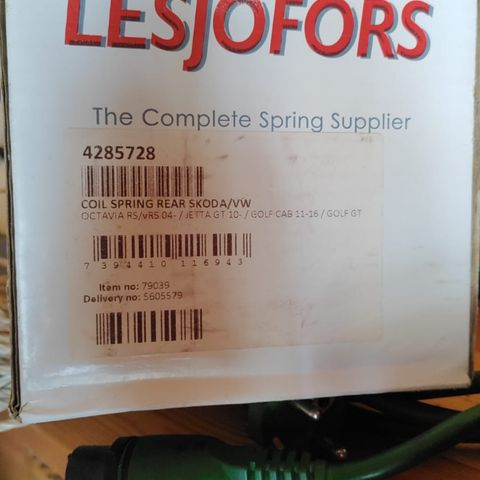 LESJOFORS
The Complete Spring Supplier
4285728
COIL SPRING REAR SKODA/VW
OCTAVIA RS/vRS 04- / JETTA GT 10- / GOLF CAB 11-16 / GOLF GT
7 394410 116943
Item no: 79039
Delivery no: 5605579